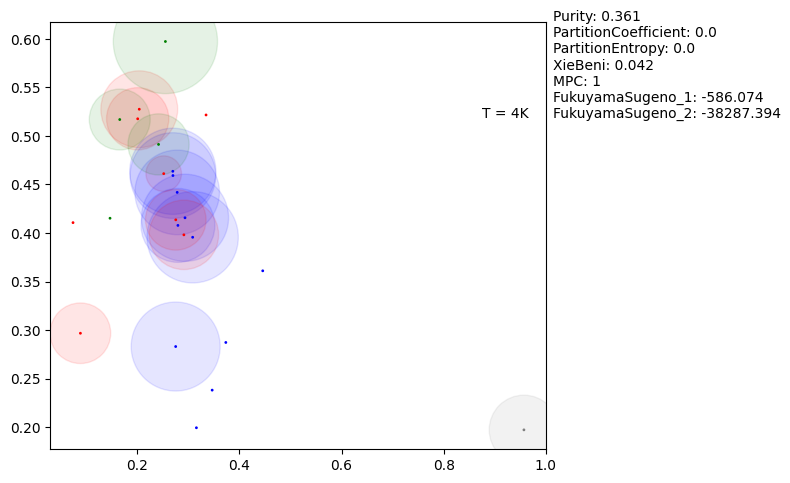 Purity: 0.361
PartitionCoefficient: 0.0
PartitionEntropy: 0.0
XieBeni: 0.042
MPC: 1
FukuyamaSugeno_1: -586.074
FukuyamaSugeno_2: -38287.394
T = 4K
0.60
0.55
0.50
0.45
0.40
0.35
0.30
0.25
0.20
0.2 0.4 0.6 0.8 1.0